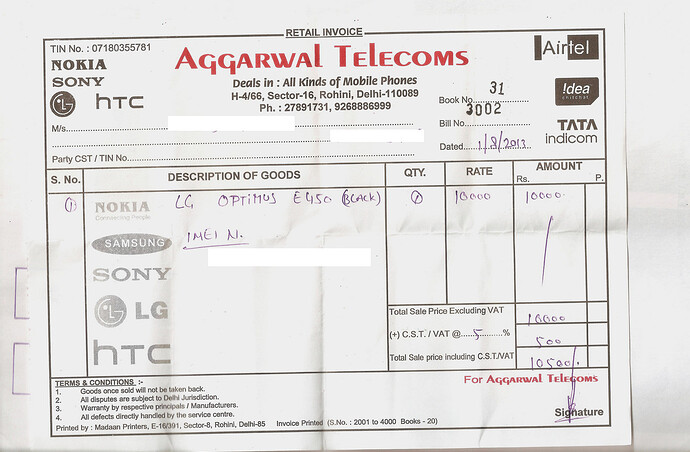 RETAIL INVOICE
TIN No. : 07180355781
AGGARWAL TELECOMS
Airtel
NOKIA
SONY
LG hTC
Deals in : All Kinds of Mobile Phones
H-4/66, Sector-16, Rohini, Delhi-110089
Ph. : 27891731, 9268886999
!dea
chitchat
TATA
indicom
Book No. 31
Bill No. 3002
Dated 1/8/2013
M/s
Party CST / TIN No.
S. No. DESCRIPTION OF GOODS QTY. RATE AMOUNT
Rs. P.
1 LG OPTIMUS E450 (BLACK) 1 10000 10000
NOKIA
Connecting People
SAMSUNG
IMEI N.
SONY
LG
hTC
Total Sale Price Excluding VAT 10000
(+) C.S.T. / VAT @ 5 % 500
Total Sale price including C.S.T./VAT 10500/
TERMS & CONDITIONS :-
1. Goods once sold will not be taken back.
2. All disputes are subject to Delhi Jurisdiction.
3. Warranty by respective principals / Manufacturers.
4. All defects directly handled by the service centre.
For AGGARWAL TELECOMS
Signature
Printed by : Madaan Printers, E-16/391, Sector-8, Rohini, Delhi-85 Invoice Printed (S.No. : 2001 to 4000 Books - 20)